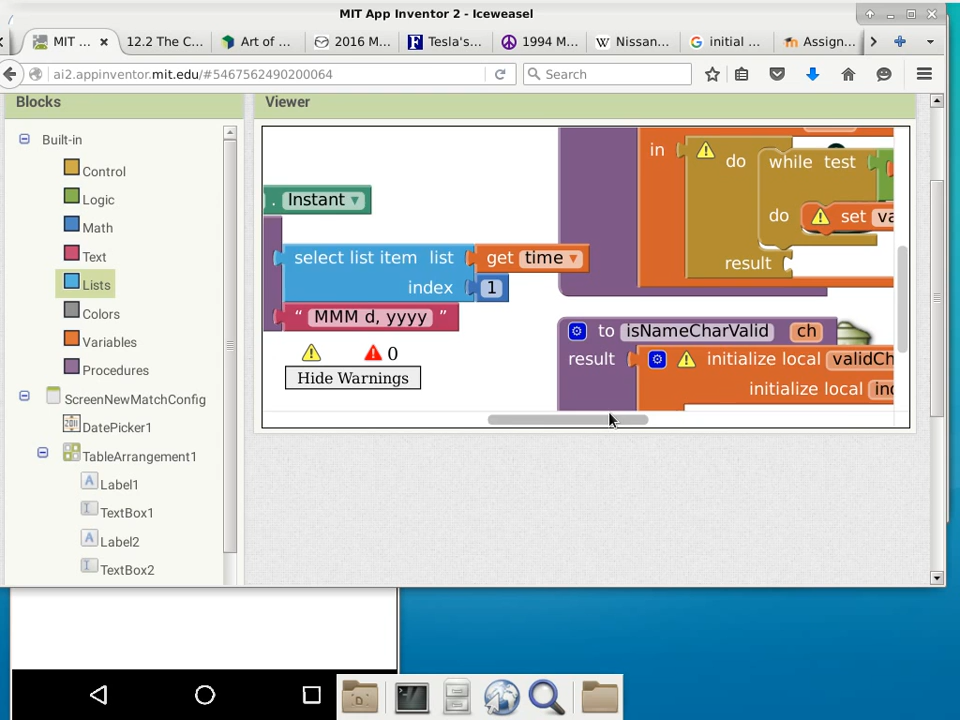 MIT App Inventor 2 - Iceweasel
MIT ...
12.2 The C...
Art of ...
2016 M...
Tesla's...
1994 M...
Nissan...
initial ...
Assign...
ai2.appinventor.mit.edu/#5467562490200064
Search
Blocks
Viewer
Built-in
Control
Logic
Math
Text
Lists
Colors
Variables
Procedures
ScreenNewMatchConfig
DatePicker1
TableArrangement1
Label1
TextBox1
Label2
TextBox2
. Instant
select list item list get time
index 1
“ MMM d, yyyy ”
0
Hide Warnings
in do while test
do set va
result
to isNameCharValid ch
result initialize local validCh
initialize local ind